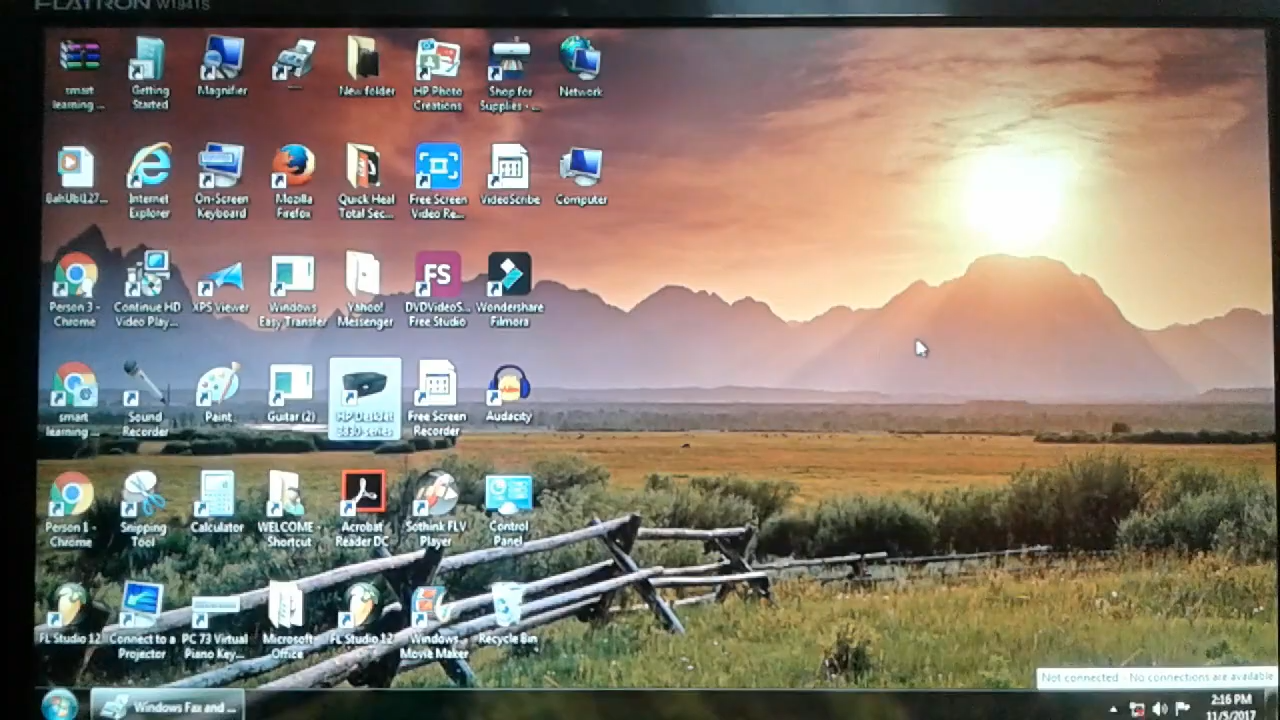 FLATRON W1941S
smart
learning ...
Getting
Started
Magnifier
...
New folder
HP Photo
Creations
Shop for
Supplies - ...
Network
BahUbl127...
Internet
Explorer
On-Screen
Keyboard
Mozilla
Firefox
Quick Heal
Total Sec...
Free Screen
Video Re...
VideoScribe
Computer
Person 3 -
Chrome
Continue HD
Video Play...
XPS Viewer
Windows
Easy Transfer
Yahoo!
Messenger
FS
DVDVideoS...
Free Studio
Wondershare
Filmora
smart
learning ...
Sound
Recorder
Paint
Guitar (2)
HP DeskJet
3830 series
Free Screen
Recorder
Audacity
Person 1 -
Chrome
Snipping
Tool
Calculator
WELCOME -
Shortcut
Acrobat
Reader DC
Sothink FLV
Player
Control
Panel
FL Studio 12
Connect to a
Projector
PC 73 Virtual
Piano Key...
Microsoft
Office
FL Studio 12
Windows
Movie Maker
Recycle Bin
Not connected - No connections are available
Windows Fax and ...
2:16 PM
11/5/2017